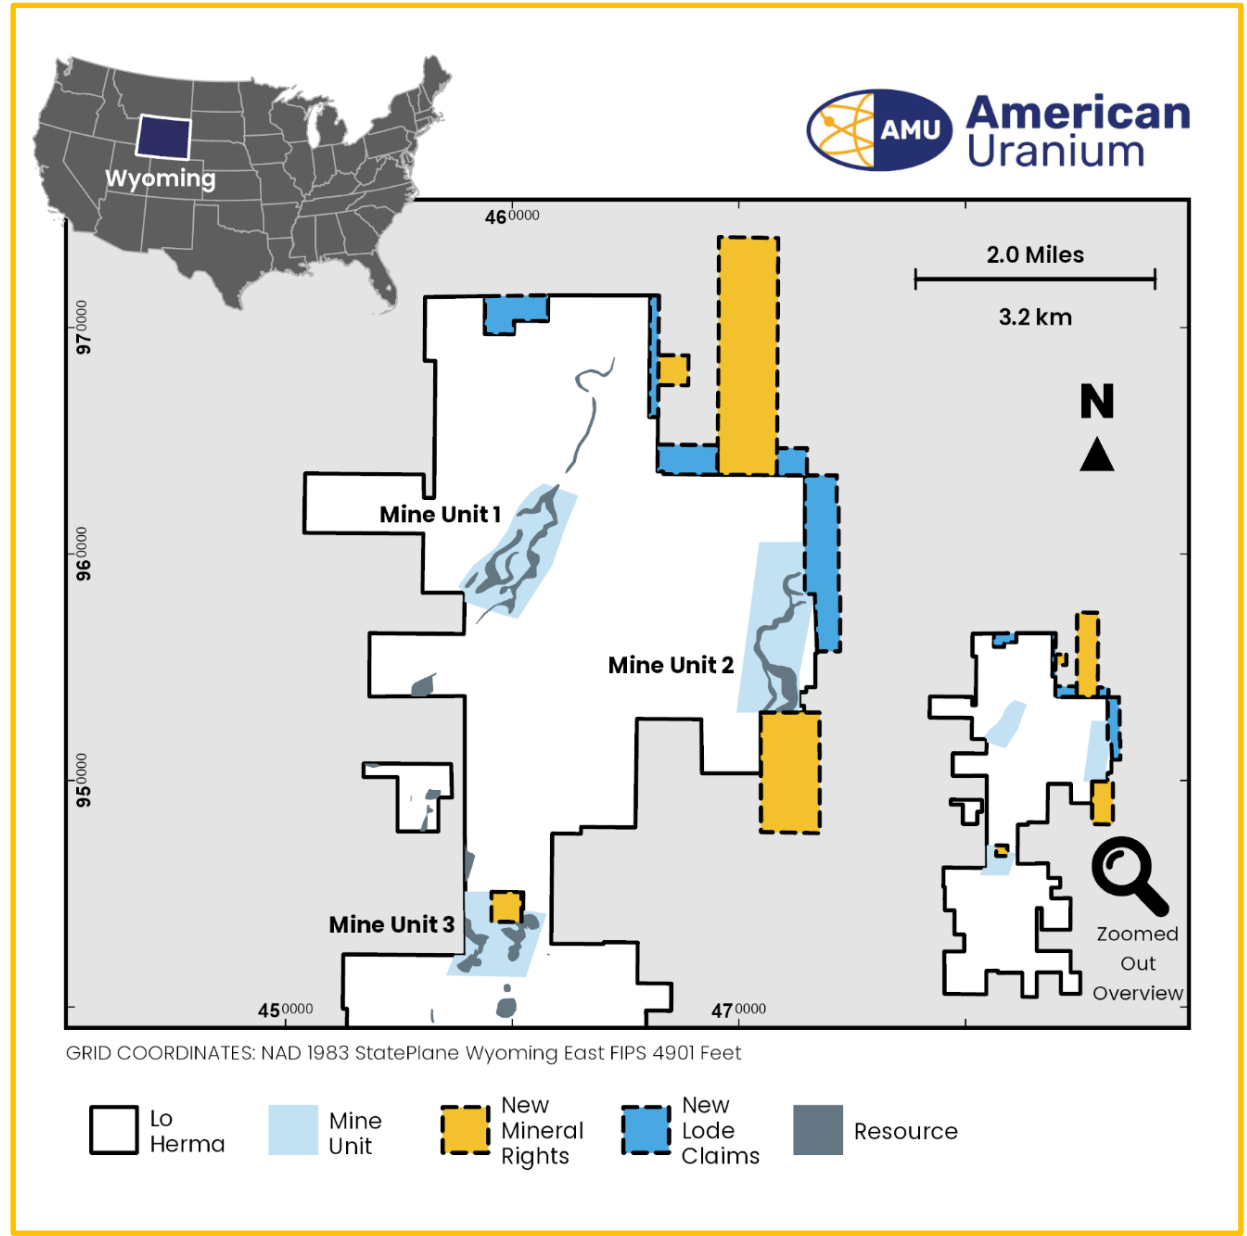 Wyoming
AMU
American
Uranium
460000
2.0 Miles
3.2 km
970000
N
Mine Unit 1
960000
Mine Unit 2
950000
Mine Unit 3
Zoomed
Out
Overview
450000
470000
GRID COORDINATES: NAD 1983 StatePlane Wyoming East FIPS 4901 Feet
Lo
Herma
Mine
Unit
New
Mineral
Rights
New
Lode
Claims
Resource